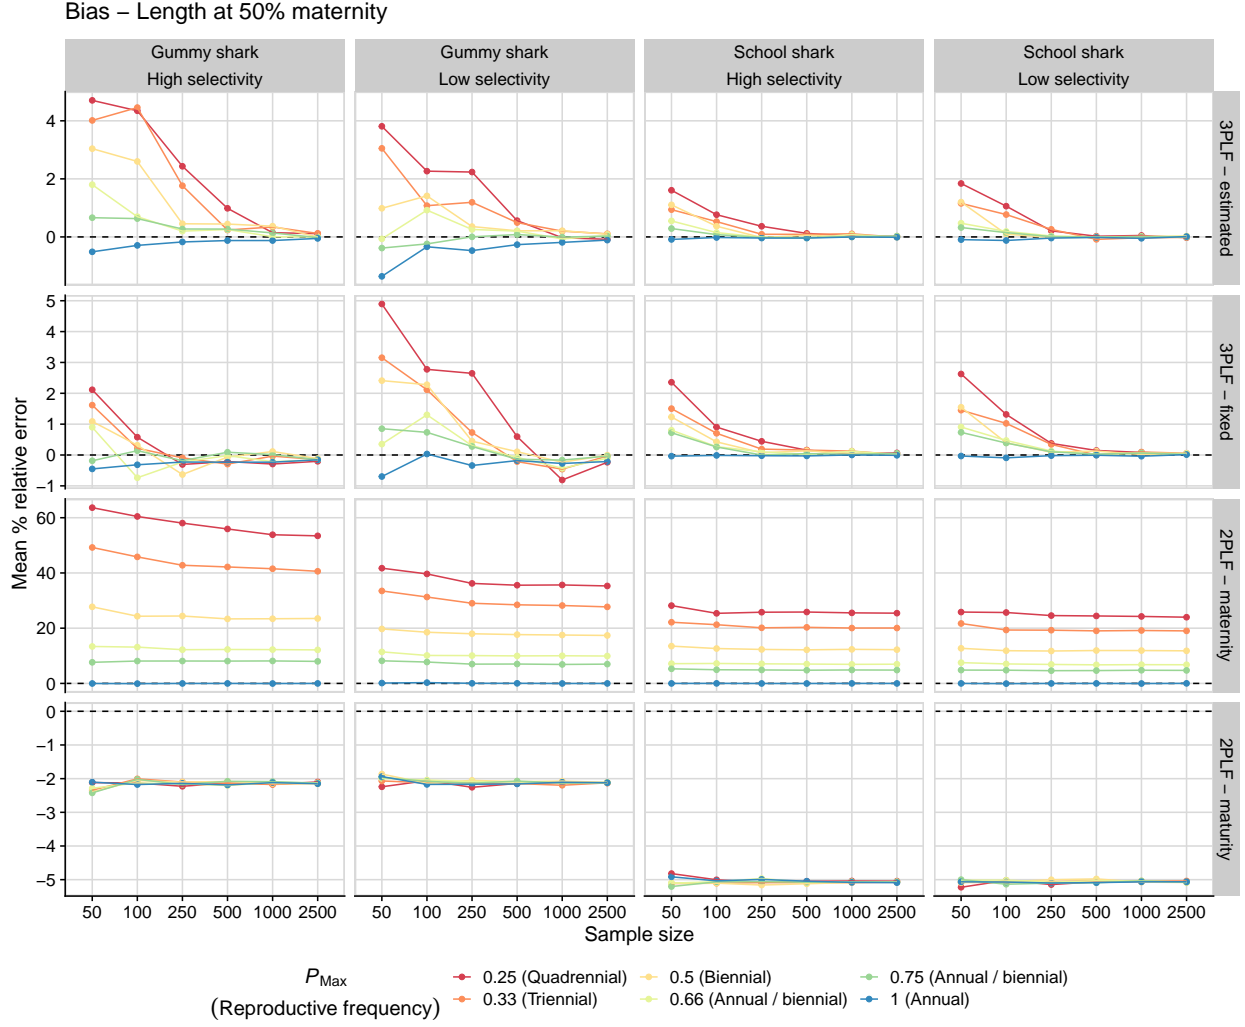 Bias – Length at 50% maternity
Gummy shark
High selectivity
Gummy shark
Low selectivity
School shark
High selectivity
School shark
Low selectivity
4
2
0
3PLF – estimated
5
4
3
2
1
0
−1
3PLF – fixed
60
40
20
0
2PLF – maternity
0
−1
−2
−3
−4
−5
2PLF – maturity
Mean % relative error
50 100 250 500 1000 2500
50 100 250 500 1000 2500
50 100 250 500 1000 2500
50 100 250 500 1000 2500
Sample size
PMax
(Reproductive frequency)
0.25 (Quadrennial)
0.33 (Triennial)
0.5 (Biennial)
0.66 (Annual / biennial)
0.75 (Annual / biennial)
1 (Annual)